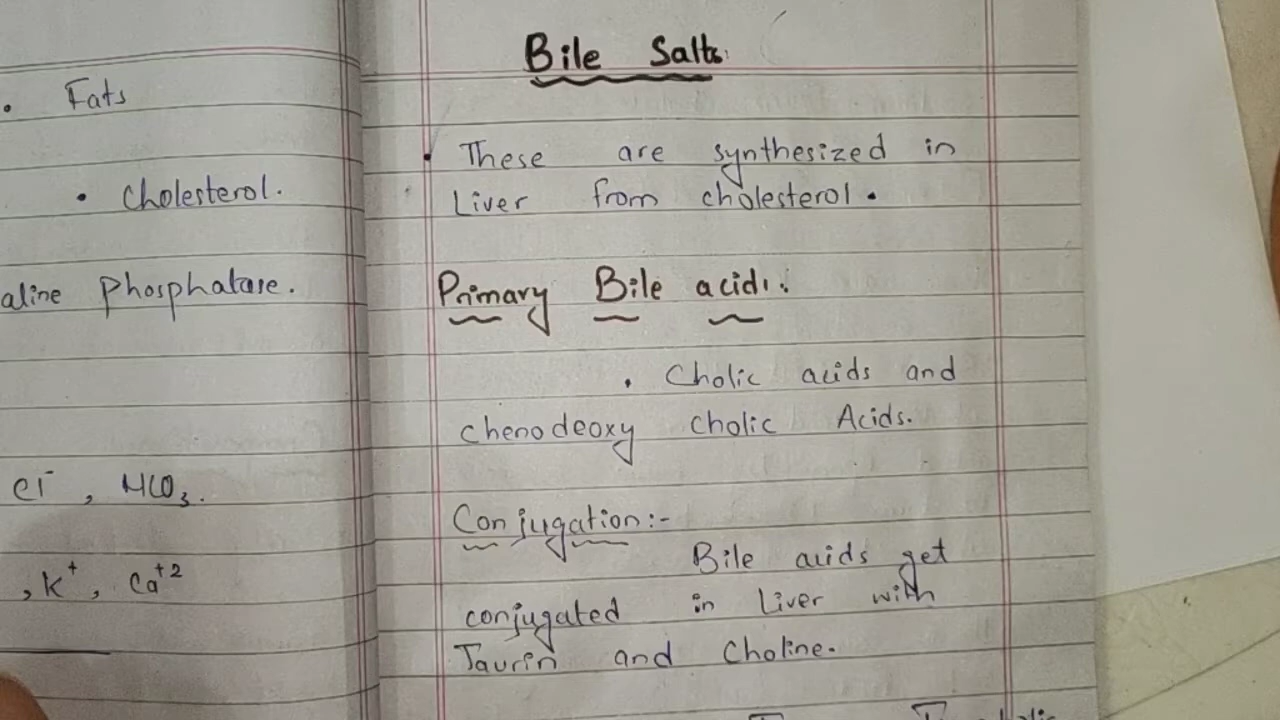 . Fats
• Cholesterol.
aline Phosphatase.
Cl⁻, HCO₃.
, K⁺, Ca⁺²
Bile Salts:
• These are synthesized in
Liver from cholesterol.
Primary Bile acids:
. Cholic acids and
chenodeoxy cholic Acids.
Conjugation:-
Bile acids get
conjugated in Liver with
Taurin and Choline.